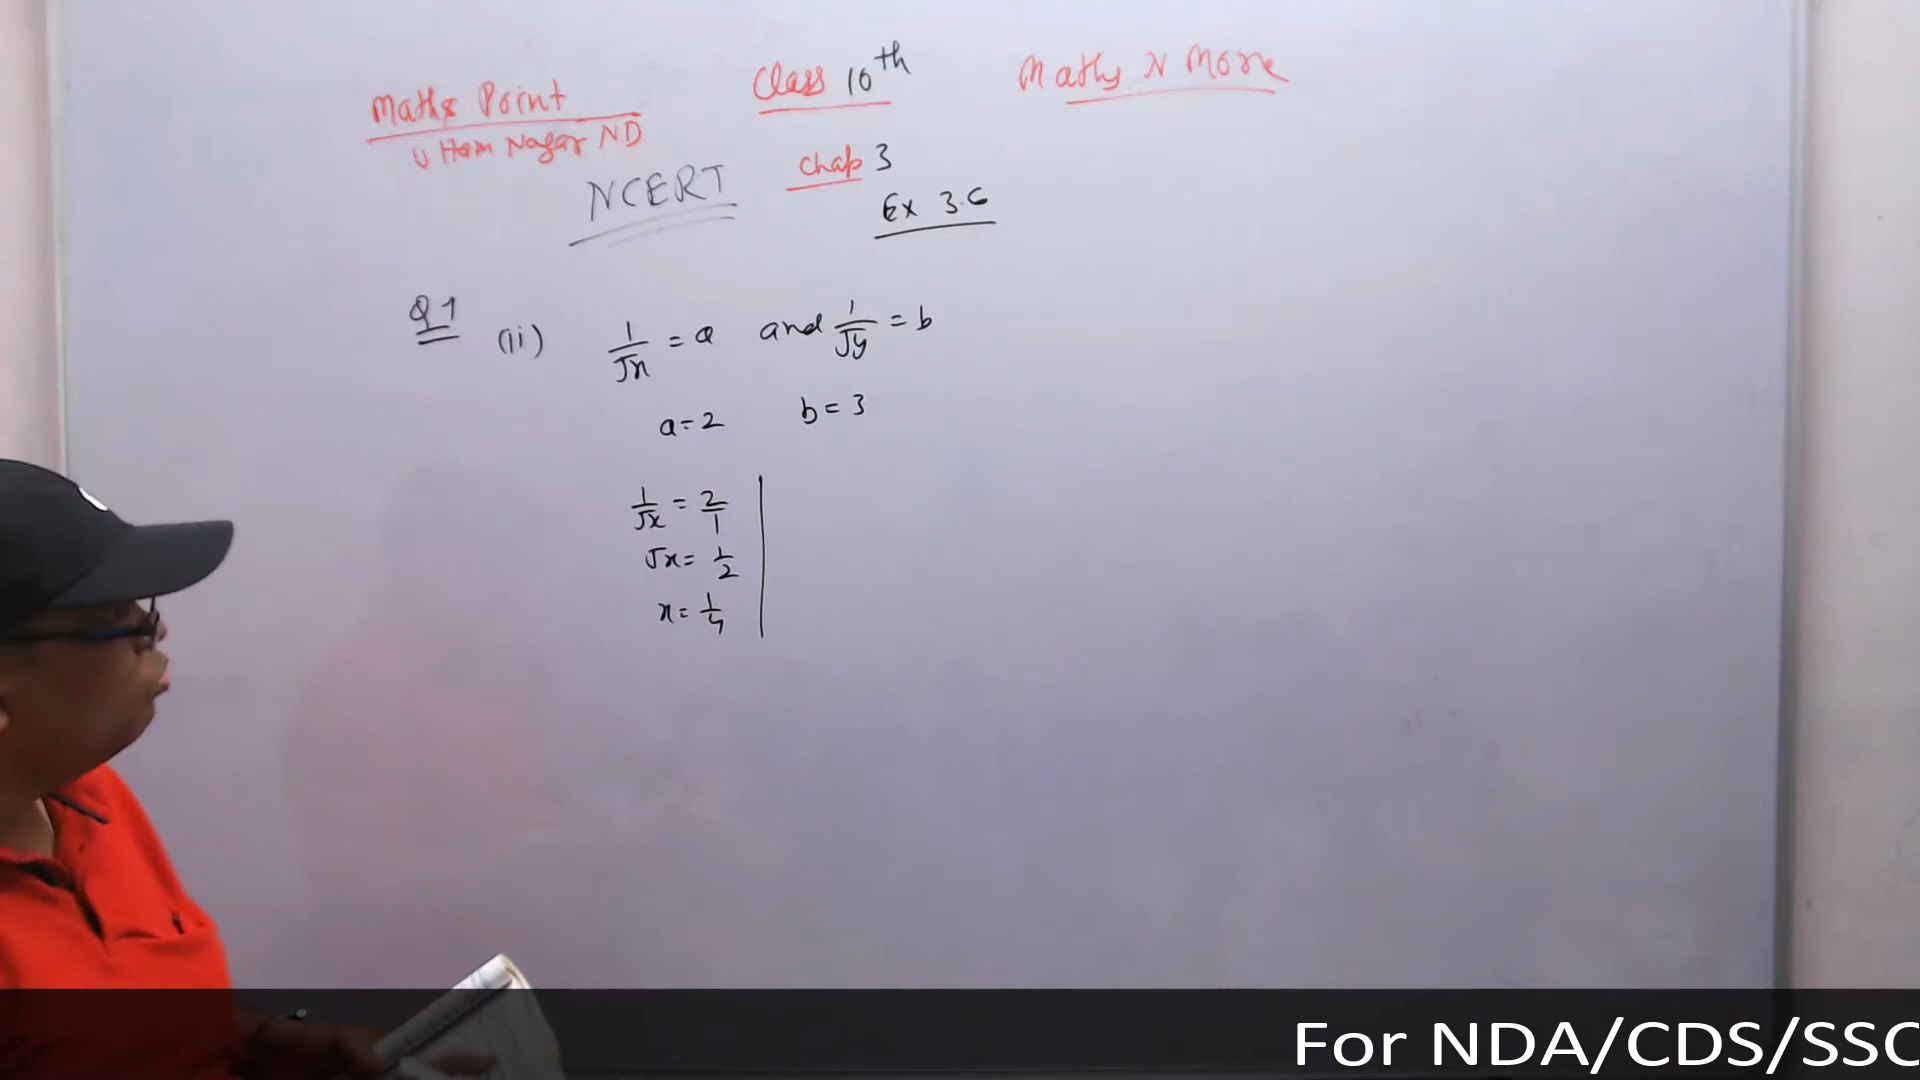 Maths Point
Uttam Nagar ND
Class 10th
Maths N More
NCERT
Chap 3
Ex 3.6
Q1 (ii) 1/√x = a and 1/√y = b
a = 2 b = 3
1/√x = 2/1
√x = 1/2
x = 1/4
For NDA/CDS/SSC